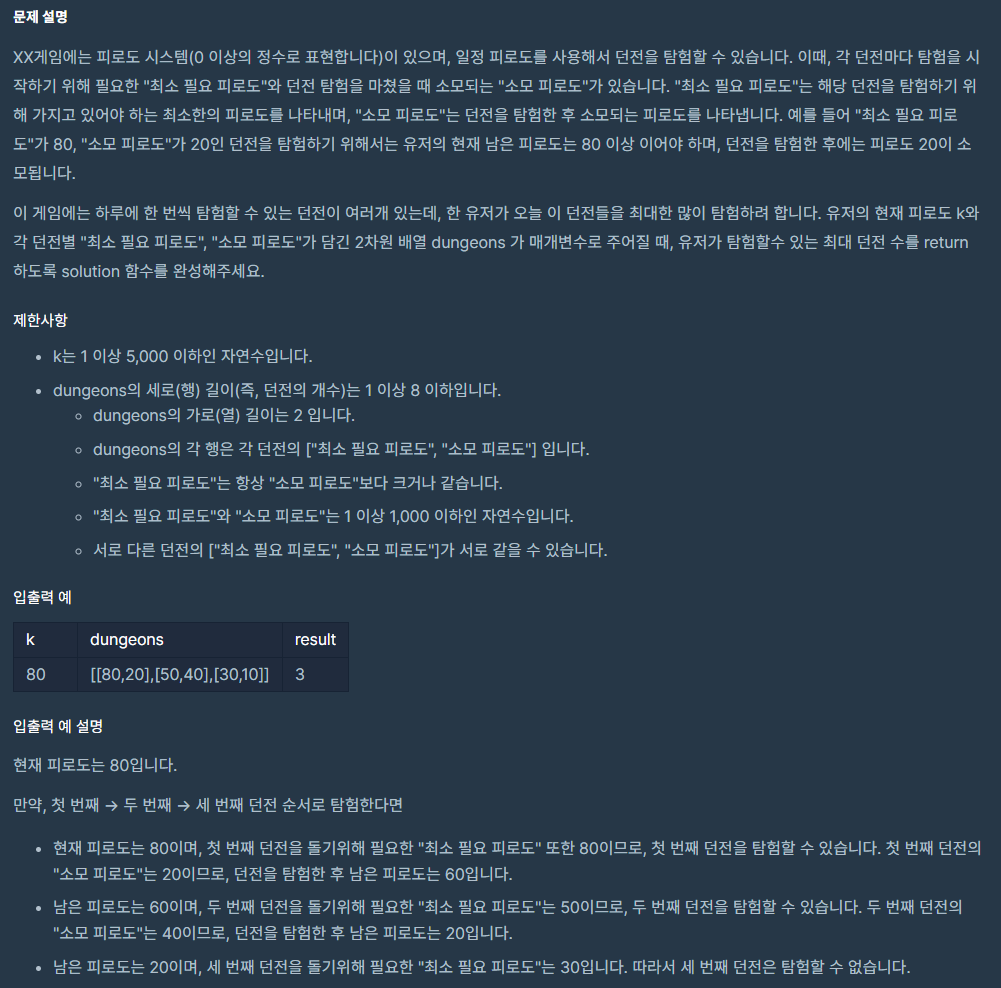 문제 설명
XX게임에는 피로도 시스템(0 이상의 정수로 표현합니다)이 있으며, 일정 피로도를 사용해서 던전을 탐험할 수 있습니다. 이때, 각 던전마다 탐험을 시
작하기 위해 필요한 "최소 필요 피로도"와 던전 탐험을 마쳤을 때 소모되는 "소모 피로도"가 있습니다. "최소 필요 피로도"는 해당 던전을 탐험하기 위
해 가지고 있어야 하는 최소한의 피로도를 나타내며, "소모 피로도"는 던전을 탐험한 후 소모되는 피로도를 나타냅니다. 예를 들어 "최소 필요 피로
도"가 80, "소모 피로도"가 20인 던전을 탐험하기 위해서는 유저의 현재 남은 피로도는 80 이상 이어야 하며, 던전을 탐험한 후에는 피로도 20이 소
모됩니다.
이 게임에는 하루에 한 번씩 탐험할 수 있는 던전이 여러개 있는데, 한 유저가 오늘 이 던전들을 최대한 많이 탐험하려 합니다. 유저의 현재 피로도 k와
각 던전별 "최소 필요 피로도", "소모 피로도"가 담긴 2차원 배열 dungeons 가 매개변수로 주어질 때, 유저가 탐험할수 있는 최대 던전 수를 return
하도록 solution 함수를 완성해주세요.
제한사항
• k는 1 이상 5,000 이하인 자연수입니다.
• dungeons의 세로(행) 길이(즉, 던전의 개수)는 1 이상 8 이하입니다.
◦ dungeons의 가로(열) 길이는 2 입니다.
◦ dungeons의 각 행은 각 던전의 ["최소 필요 피로도", "소모 피로도"] 입니다.
◦ "최소 필요 피로도"는 항상 "소모 피로도"보다 크거나 같습니다.
◦ "최소 필요 피로도"와 "소모 피로도"는 1 이상 1,000 이하인 자연수입니다.
◦ 서로 다른 던전의 ["최소 필요 피로도", "소모 피로도"]가 서로 같을 수 있습니다.
입출력 예
k dungeons result
80 [[80,20],[50,40],[30,10]] 3
입출력 예 설명
현재 피로도는 80입니다.
만약, 첫 번째 → 두 번째 → 세 번째 던전 순서로 탐험한다면
• 현재 피로도는 80이며, 첫 번째 던전을 돌기위해 필요한 "최소 필요 피로도" 또한 80이므로, 첫 번째 던전을 탐험할 수 있습니다. 첫 번째 던전의
"소모 피로도"는 20이므로, 던전을 탐험한 후 남은 피로도는 60입니다.
• 남은 피로도는 60이며, 두 번째 던전을 돌기위해 필요한 "최소 필요 피로도"는 50이므로, 두 번째 던전을 탐험할 수 있습니다. 두 번째 던전의
"소모 피로도"는 40이므로, 던전을 탐험한 후 남은 피로도는 20입니다.
• 남은 피로도는 20이며, 세 번째 던전을 돌기위해 필요한 "최소 필요 피로도"는 30입니다. 따라서 세 번째 던전은 탐험할 수 없습니다.